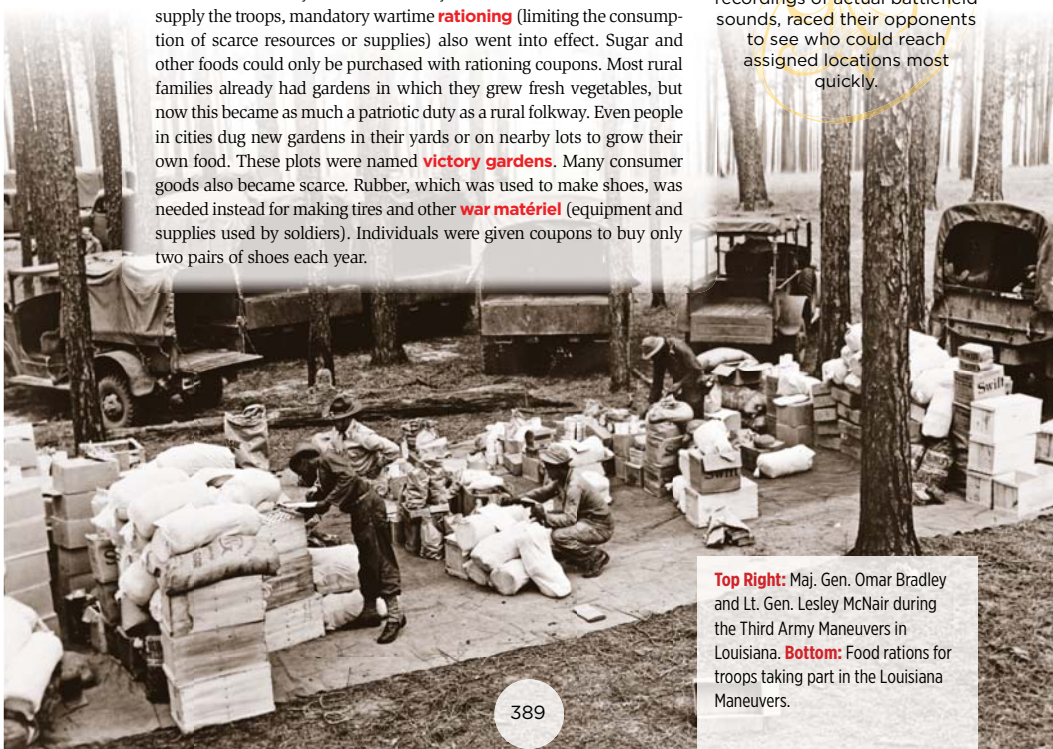 supply the troops, mandatory wartime rationing (limiting the consump-
tion of scarce resources or supplies) also went into effect. Sugar and
other foods could only be purchased with rationing coupons. Most rural
families already had gardens in which they grew fresh vegetables, but
now this became as much a patriotic duty as a rural folkway. Even people
in cities dug new gardens in their yards or on nearby lots to grow their
own food. These plots were named victory gardens. Many consumer
goods also became scarce. Rubber, which was used to make shoes, was
needed instead for making tires and other war matériel (equipment and
supplies used by soldiers). Individuals were given coupons to buy only
two pairs of shoes each year.
recordings of actual battlefield
sounds, raced their opponents
to see who could reach
assigned locations most
quickly.
Swift
Swift
Top Right: Maj. Gen. Omar Bradley
and Lt. Gen. Lesley McNair during
the Third Army Maneuvers in
Louisiana. Bottom: Food rations for
troops taking part in the Louisiana
Maneuvers.
389